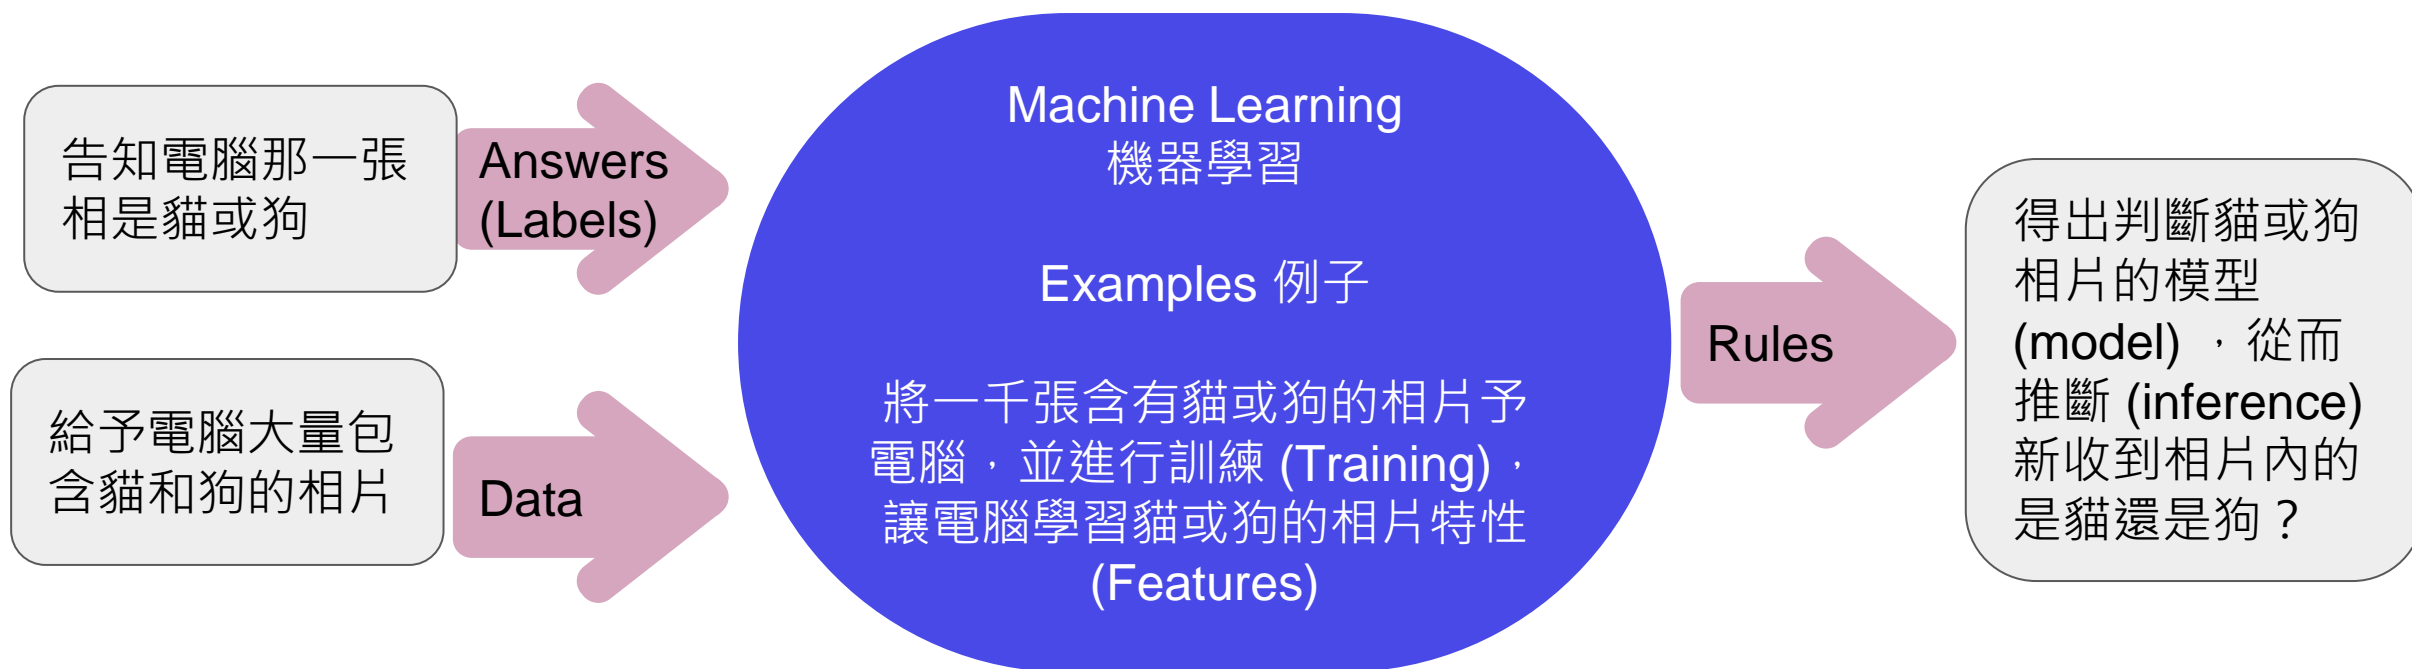 告知電腦那一張
相是貓或狗
Answers
(Labels)
給予電腦大量包
含貓和狗的相片
Data
Machine Learning
機器學習
Examples 例子
將一千張含有貓或狗的相片予
電腦，並進行訓練 (Training)，
讓電腦學習貓或狗的相片特性
(Features)
Rules
得出判斷貓或狗
相片的模型
(model) ，從而
推斷 (inference)
新收到相片內的
是貓還是狗？